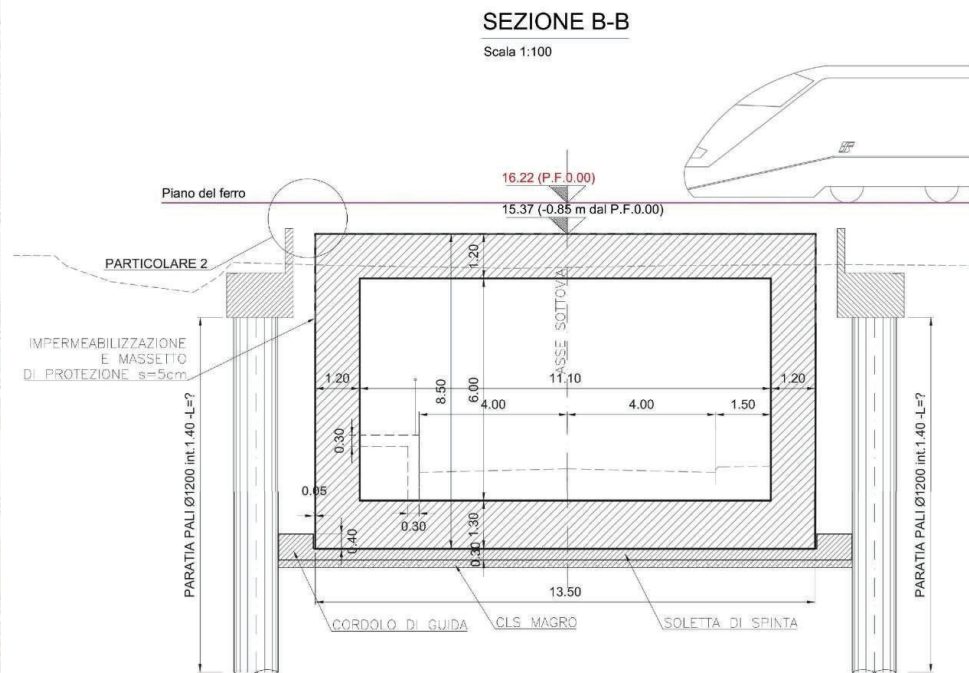 SEZIONE B-B
Scala 1:100
16.22 (P.F.0.00)
Piano del ferro
15.37 (-0.85 m dal P.F.0.00)
PARTICOLARE 2
1.20
ASSE SOTTOVIA
IMPERMEABILIZZAZIONE
E MASSETTO
DI PROTEZIONE s=5cm
1.20
11.10
1.20
8.50
6.00
4.00
4.00
1.50
0.30
PARATIA PALI Ø1200 int.1.40 -L=?
PARATIA PALI Ø1200 int.1.40 -L=?
0.05
0.30
1.30
0.40
0.30
13.50
CORDOLO DI GUIDA
CLS MAGRO
SOLETTA DI SPINTA